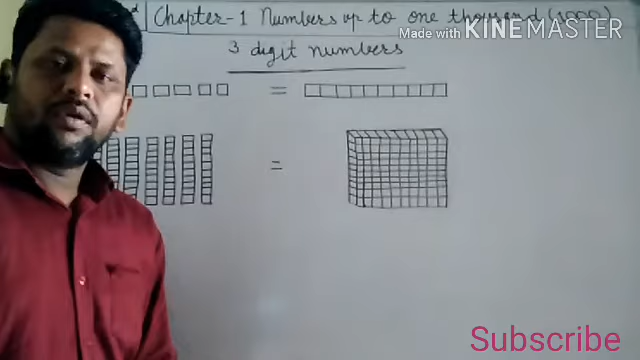 Chapter-1 Numbers up to one thousand (1000)
Made with KINEMASTER
3 digit numbers
=
=
Subscribe